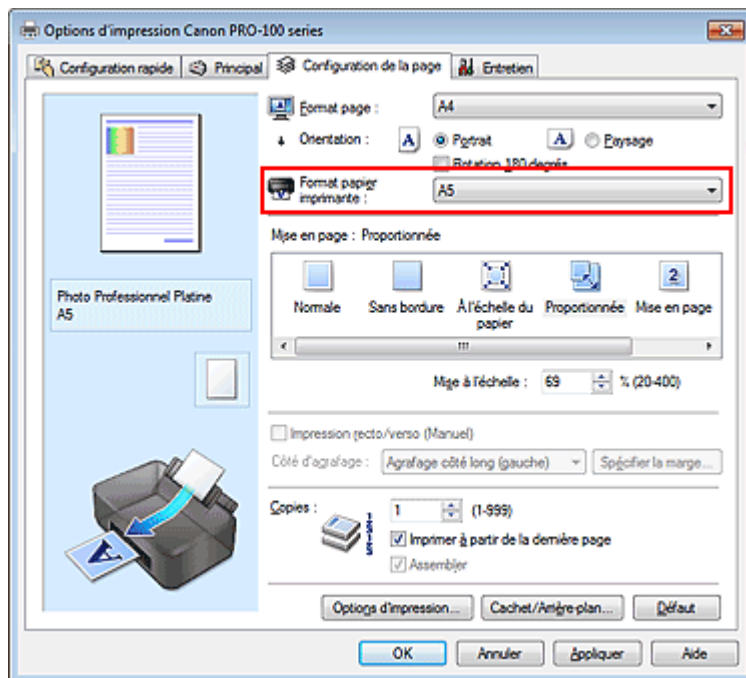 Options d'impression Canon PRO-100 series
Configuration rapide Principal Configuration de la page Entretien
Format page : A4
Orientation : A Portrait A Paysage
Rotation 180 degrés
Format papier imprimante : A5
Mise en page : Proportionnée
Normale Sans bordure À l'échelle du papier Proportionnée Mise en page
2
Photo Professionnel Platine
A5
Mise à l'échelle : 69 % (20-400)
Impression recto/verso (Manuel)
Côté d'agrafage : Agrafage côté long (gauche) Spécifier la marge...
Copies : 1 (1-999)
Imprimer à partir de la dernière page
Assembler
A
Options d'impression... Cachet/Arrière-plan... Défaut
OK Annuler Appliquer Aide